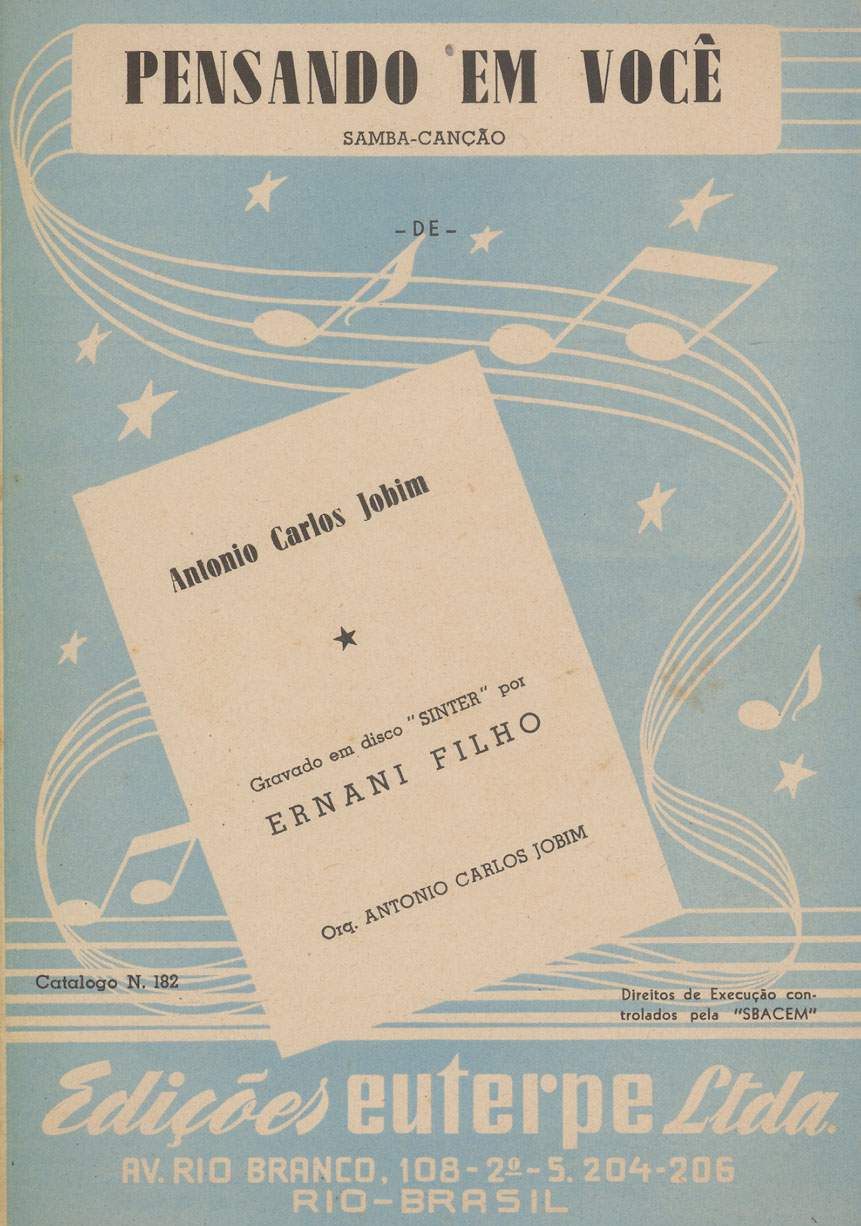 PENSANDO EM VOCÊ
SAMBA-CANÇÃO
– DE –
Antonio Carlos Jobim
Gravado em disco "SINTER" por
ERNANI FILHO
Orq. ANTONIO CARLOS JOBIM
Catalogo N. 182
Direitos de Execução con-
trolados pela "SBACEM"
Edições euterpe Ltda.
AV. RIO BRANCO, 108 - 2º - S. 204-206
RIO-BRASIL